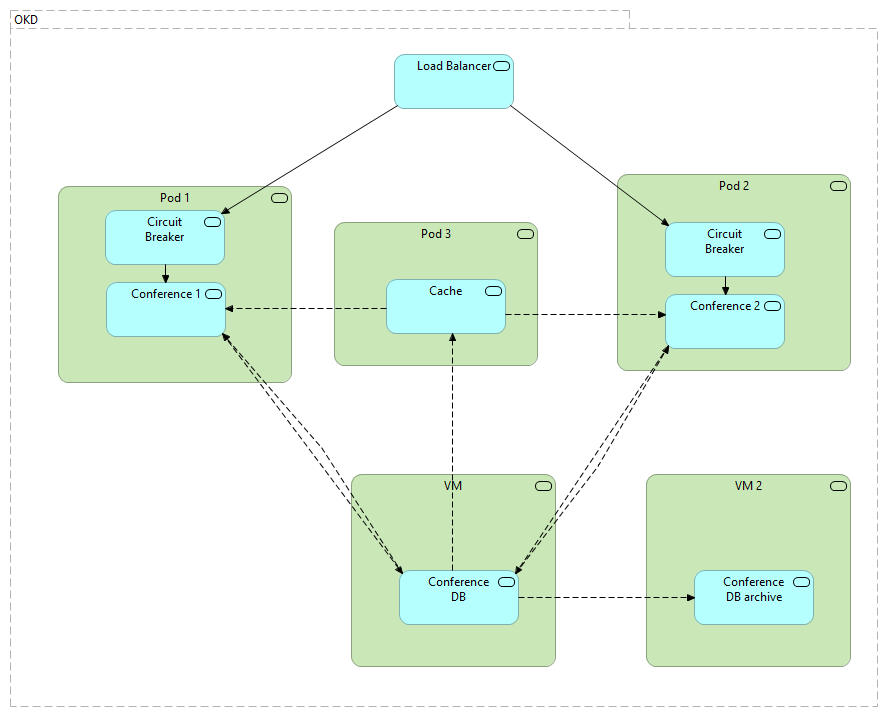 OKD
Load Balancer
Pod 1
Circuit
Breaker
Conference 1
Pod 3
Cache
Pod 2
Circuit
Breaker
Conference 2
VM
Conference
DB
VM 2
Conference
DB archive